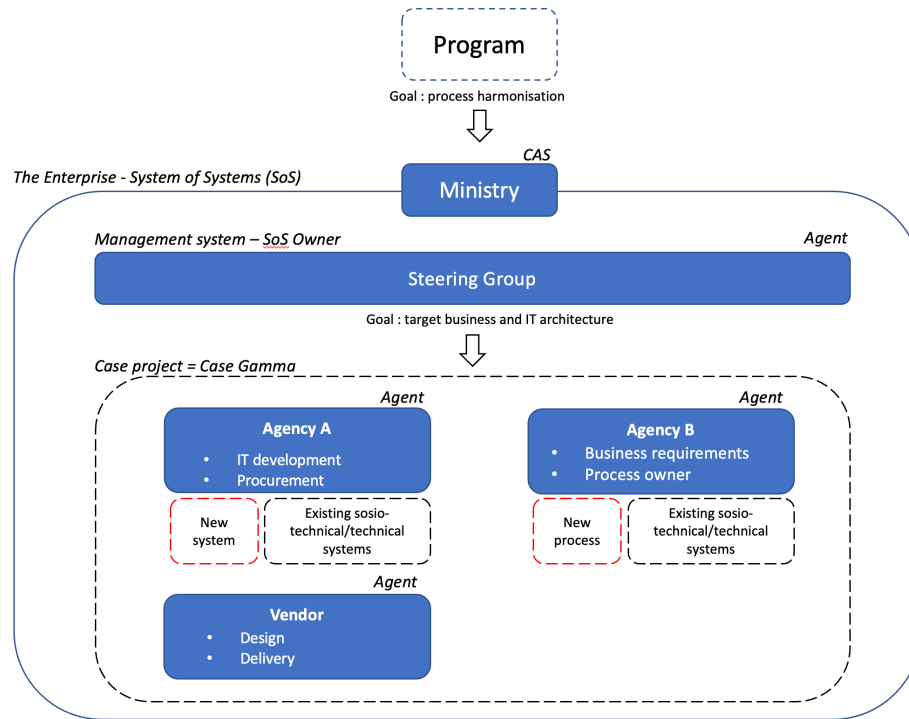 Program
Goal : process harmonisation
CAS
The Enterprise - System of Systems (SoS)
Ministry
Management system – SoS Owner
Agent
Steering Group
Goal : target business and IT architecture
Case project = Case Gamma
Agent
Agency A
• IT development
• Procurement
New
system
Existing sosio-
technical/technical
systems
Agent
Agency B
• Business requirements
• Process owner
New
process
Existing sosio-
technical/technical
systems
Agent
Vendor
• Design
• Delivery